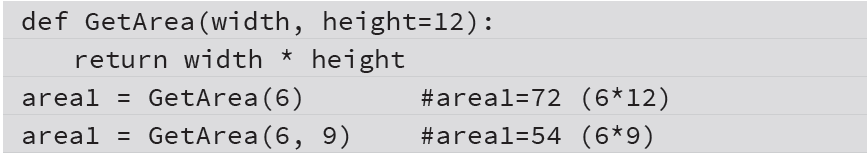 def GetArea(width, height=12):
    return width * height
area1 = GetArea(6)        #area1=72 (6*12)
area1 = GetArea(6, 9)     #area1=54 (6*9)